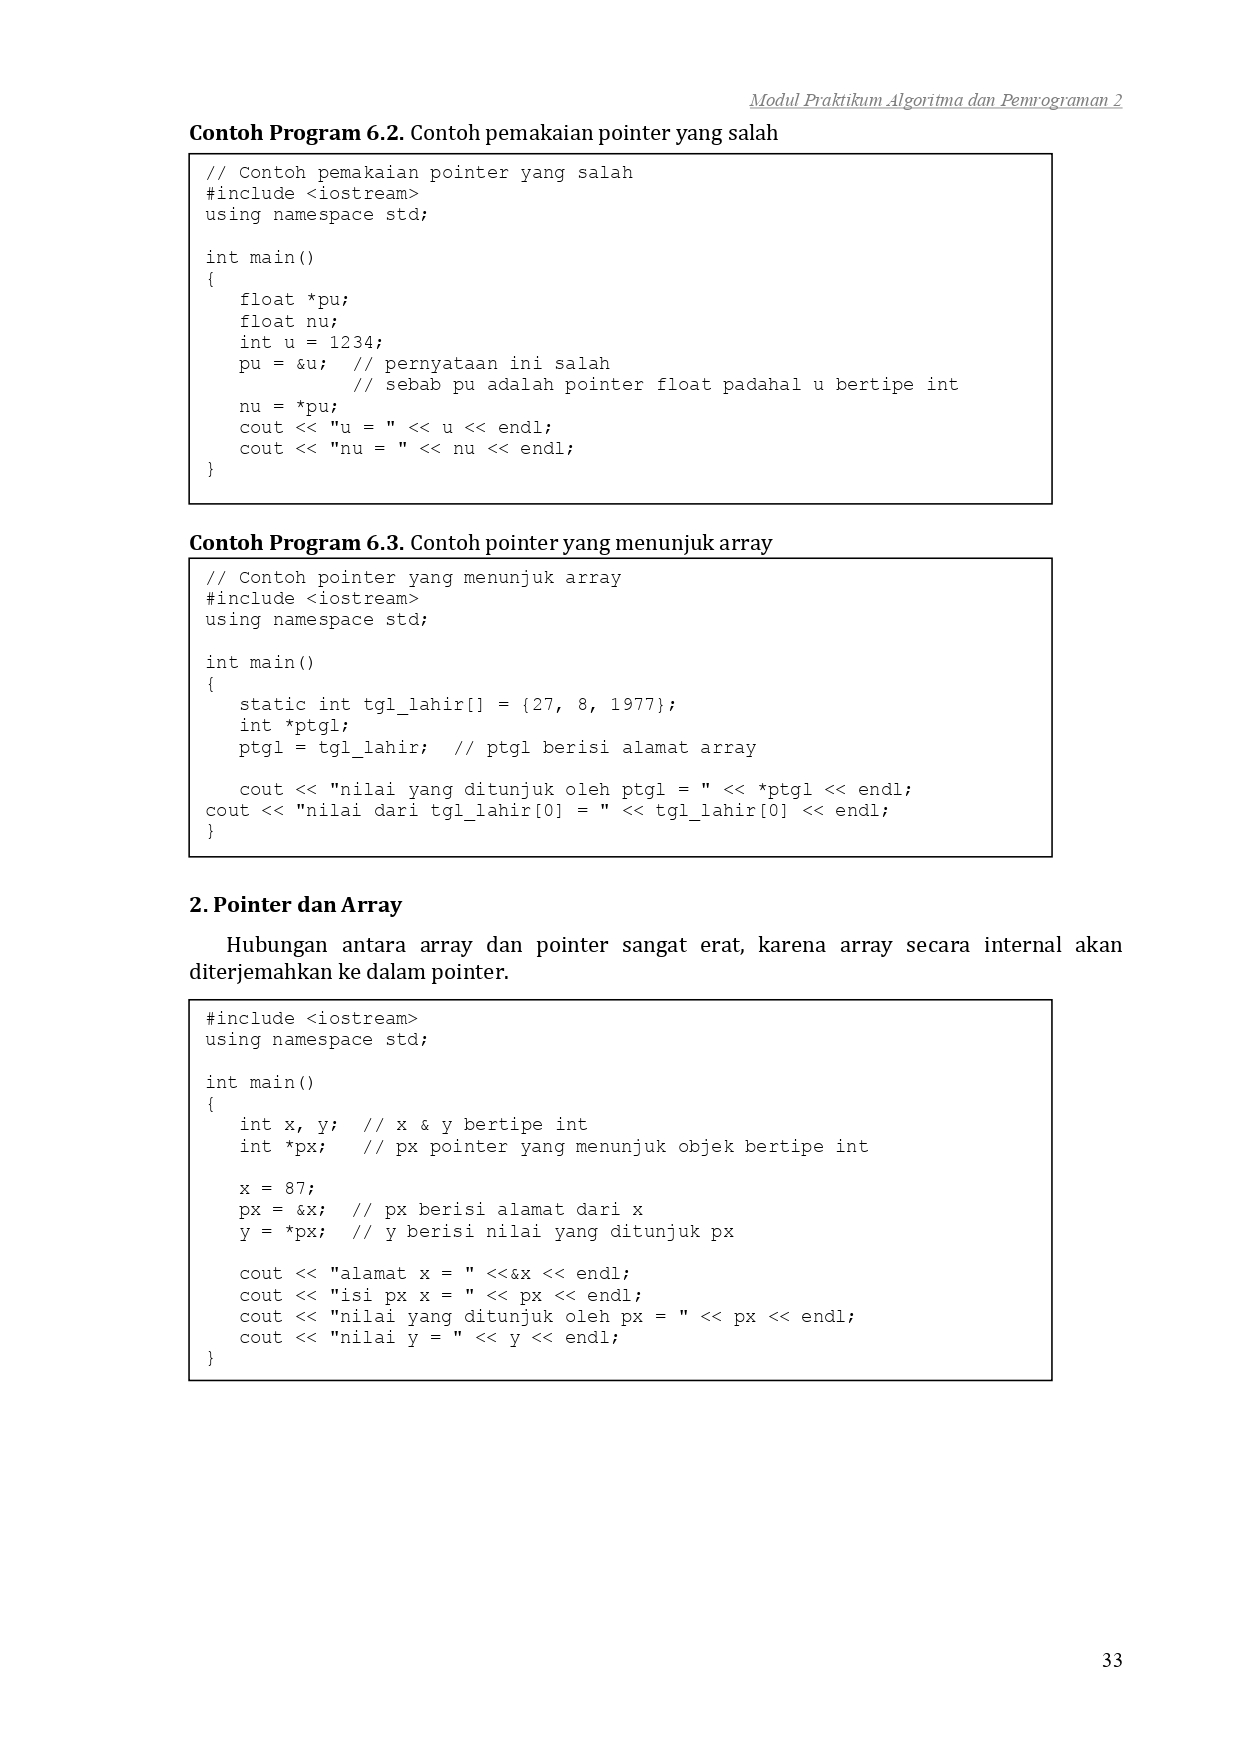 Modul Praktikum Algoritma dan Pemrograman 2
Contoh Program 6.2. Contoh pemakaian pointer yang salah
// Contoh pemakaian pointer yang salah
#include <iostream>
using namespace std;
int main()
{
float *pu;
float nu;
int u = 1234;
pu = &u; // pernyataan ini salah
// sebab pu adalah pointer float padahal u bertipe int
nu = *pu;
cout << "u = " << u << endl;
cout << "nu = " << nu << endl;
}
Contoh Program 6.3. Contoh pointer yang menunjuk array
// Contoh pointer yang menunjuk array
#include <iostream>
using namespace std;
int main()
{
static int tgl_lahir[] = {27, 8, 1977};
int *ptgl;
ptgl = tgl_lahir; // ptgl berisi alamat array
cout << "nilai yang ditunjuk oleh ptgl = " << *ptgl << endl;
cout << "nilai dari tgl_lahir[0] = " << tgl_lahir[0] << endl;
}
2. Pointer dan Array
Hubungan antara array dan pointer sangat erat, karena array secara internal akan
diterjemahkan ke dalam pointer.
#include <iostream>
using namespace std;
int main()
{
int x, y; // x & y bertipe int
int *px; // px pointer yang menunjuk objek bertipe int
x = 87;
px = &x; // px berisi alamat dari x
y = *px; // y berisi nilai yang ditunjuk px
cout << "alamat x = " <<&x << endl;
cout << "isi px x = " << px << endl;
cout << "nilai yang ditunjuk oleh px = " << px << endl;
cout << "nilai y = " << y << endl;
}
33